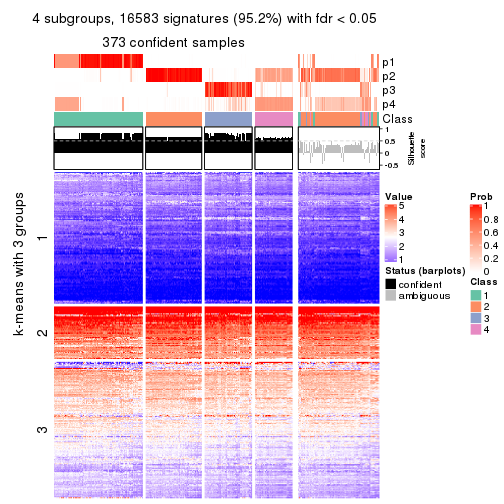 4 subgroups, 16583 signatures (95.2%) with fdr < 0.05
373 confident samples
p1
p2
p3
p4
Class
1
0.5
0
-0.5
Silhouette
score
k-means with 3 groups
1
2
3
Value
5
4
3
2
1
Status (barplots)
confident
ambiguous
Prob
1
0.8
0.6
0.4
0.2
0
Class
1
2
3
4